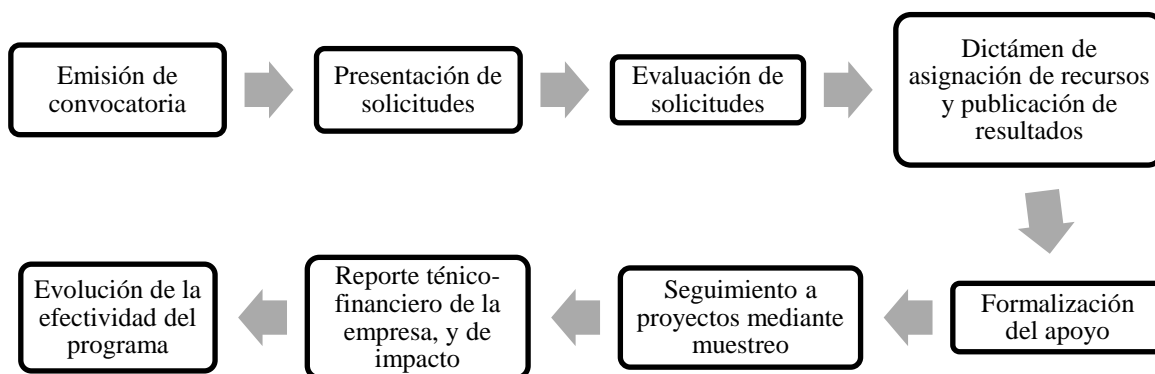 Emisión de
convocatoria
Presentación de
solicitudes
Evaluación de
solicitudes
Dictámen de
asignación de recursos
y publicación de
resultados
Formalización
del apoyo
Seguimiento a
proyectos mediante
muestreo
Reporte ténico-
financiero de la
empresa, y de
impacto
Evolución de la
efectividad del
programa